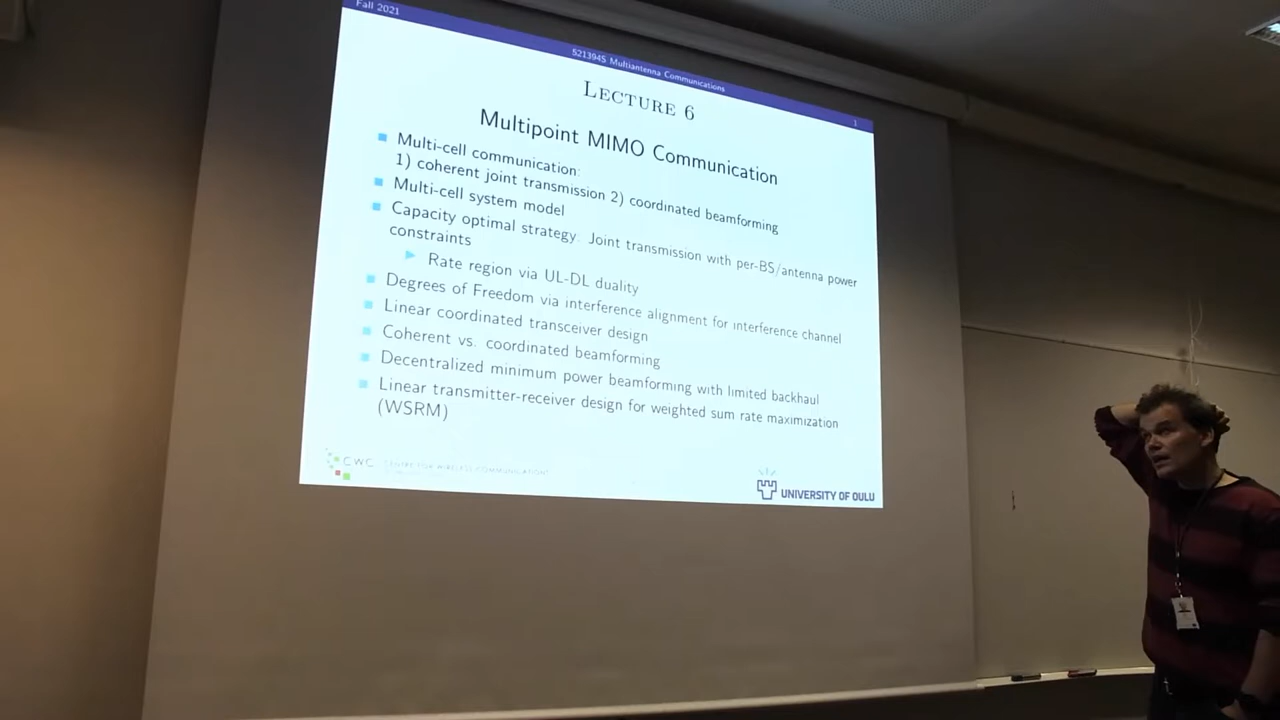 Fall 2021
5213945 Multiantenna Communications
1
Lecture 6
Multipoint MIMO Communication
Multi-cell communication:
1) coherent joint transmission 2) coordinated beamforming
Multi-cell system model
Capacity optimal strategy: Joint transmission with per-BS/antenna power
constraints
Rate region via UL-DL duality
Degrees of Freedom via interference alignment for interference channel
Linear coordinated transceiver design
Coherent vs. coordinated beamforming
Decentralized minimum power beamforming with limited backhaul
Linear transmitter-receiver design for weighted sum rate maximization
(WSRM)
CWC CENTRE FOR WIRELESS COMMUNICATIONS
UNIVERSITY OF OULU